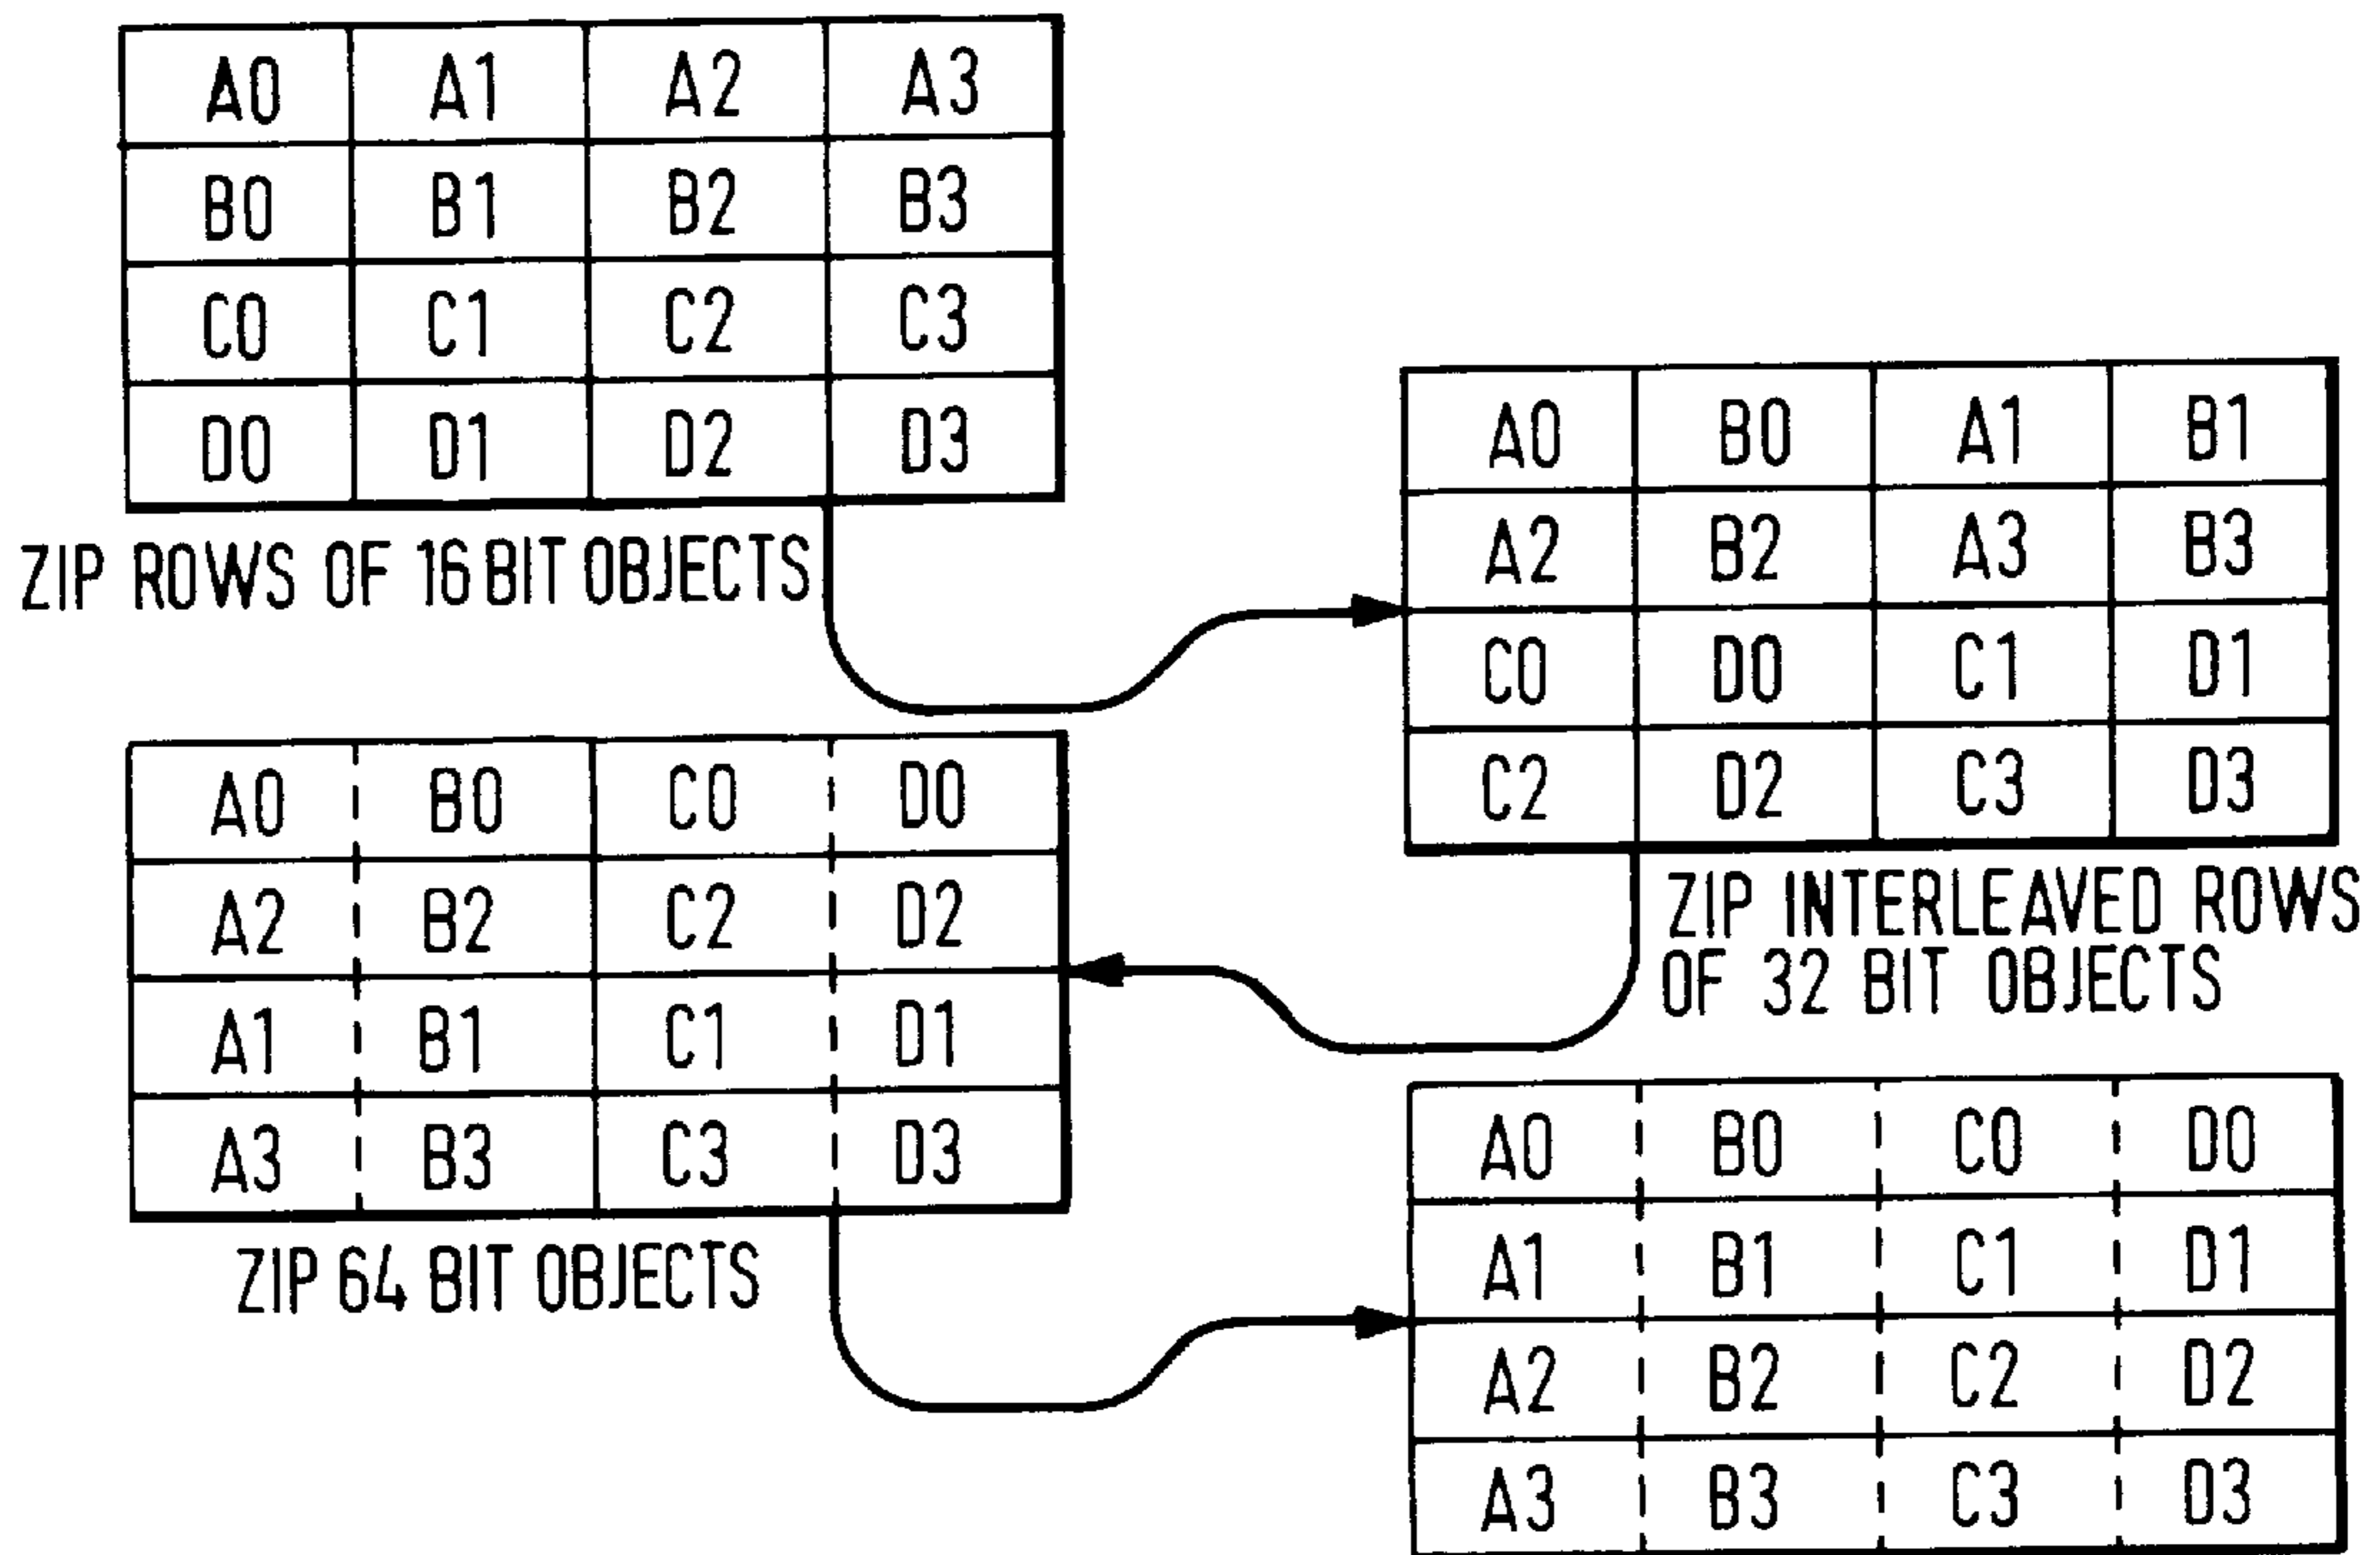 A0 A1 A2 A3
B0 B1 B2 B3
C0 C1 C2 C3
D0 D1 D2 D3
ZIP ROWS OF 16 BIT OBJECTS
A0 B0 A1 B1
A2 B2 A3 B3
C0 D0 C1 D1
C2 D2 C3 D3
ZIP INTERLEAVED ROWS
OF 32 BIT OBJECTS
A0 B0 C0 D0
A2 B2 C2 D2
A1 B1 C1 D1
A3 B3 C3 D3
ZIP 64 BIT OBJECTS
A0 B0 C0 D0
A1 B1 C1 D1
A2 B2 C2 D2
A3 B3 C3 D3